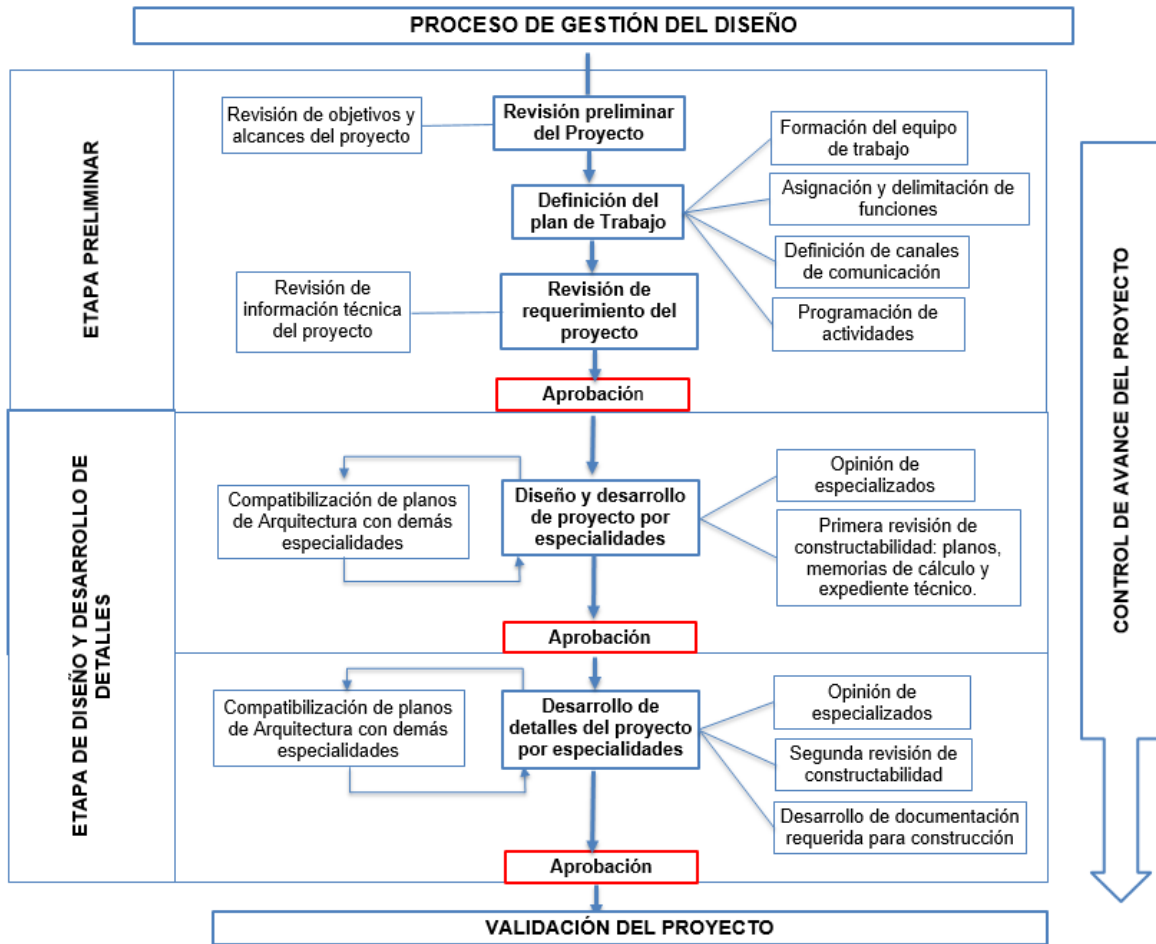 PROCESO DE GESTIÓN DEL DISEÑO
ETAPA PRELIMINAR
Revisión de objetivos y
alcances del proyecto
Revisión preliminar
del Proyecto
Formación del equipo
de trabajo
Asignación y delimitación de
funciones
Definición del
plan de Trabajo
Definición de canales
de comunicación
Revisión de
información técnica
del proyecto
Revisión de
requerimiento del
proyecto
Programación de
actividades
Aprobación
ETAPA DE DISEÑO Y DESARROLLO DE
DETALLES
Compatibilización de planos
de Arquitectura con demás
especialidades
Diseño y desarrollo
de proyecto por
especialidades
Opinión de
especializados
Primera revisión de
constructabilidad: planos,
memorias de cálculo y
expediente técnico.
Aprobación
Compatibilización de planos
de Arquitectura con demás
especialidades
Desarrollo de
detalles del proyecto
por especialidades
Opinión de
especializados
Segunda revisión de
constructabilidad
Desarrollo de documentación
requerida para construcción
Aprobación
VALIDACIÓN DEL PROYECTO
CONTROL DE AVANCE DEL PROYECTO